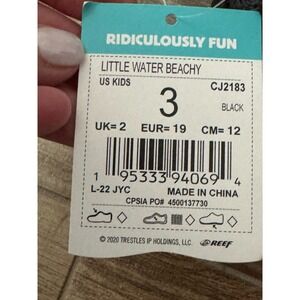 RIDICULOUSLY FUN
LITTLE WATER BEACHY
US KIDS
CJ2183
3
BLACK
UK= 2 EUR= 19 CM= 12
1 95333 94069 4
L-22 JYC MADE IN CHINA
CPSIA PO# 4500137730
© 2020 TRESTLES IP HOLDINGS, LLC. REEF